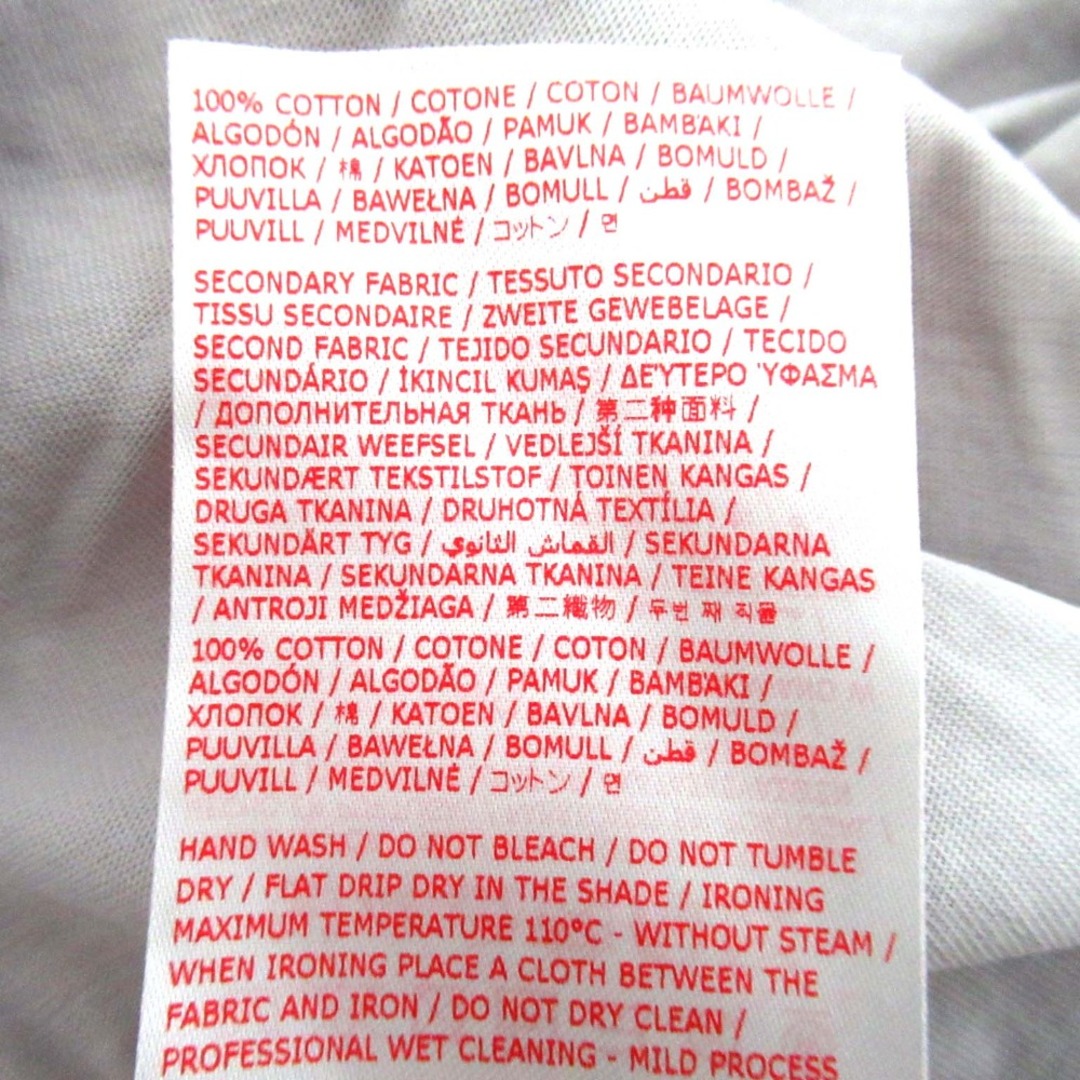 100% COTTON / COTONE / COTON / BAUMWOLLE /
ALGODÓN / ALGODÃO / PAMUK / BAMBΆKI /
ХЛОПОК / 棉 / KATOEN / BAVLNA / BOMULD /
PUUVILLA / BAWEŁNA / BOMULL / قطن / BOMBAŽ /
PUUVILL / MEDVILNĖ / コットン / 면
SECONDARY FABRIC / TESSUTO SECONDARIO /
TISSU SECONDAIRE / ZWEITE GEWEBELAGE /
SECOND FABRIC / TEJIDO SECUNDARIO / TECIDO
SECUNDÁRIO / İKINCIL KUMAŞ / ΔΕΎΤΕΡΟ ΎΦΑΣΜΑ
/ ДОПОЛНИТЕЛЬНАЯ ТКАНЬ / 第二种面料 /
SECUNDAIR WEEFSEL / VEDLEJŠÍ TKANINA /
SEKUNDÆRT TEKSTILSTOF / TOINEN KANGAS /
DRUGA TKANINA / DRUHOTNÁ TEXTÍLIA /
SEKUNDÄRT TYG / القماش الثانوي / SEKUNDARNA
TKANINA / SEKUNDARNA TKANINA / TEINE KANGAS
/ ANTROJI MEDŽIAGA / 第二織物 / 두번 째 직물
100% COTTON / COTONE / COTON / BAUMWOLLE /
ALGODÓN / ALGODÃO / PAMUK / BAMBΆKI /
ХЛОПОК / 棉 / KATOEN / BAVLNA / BOMULD /
PUUVILLA / BAWEŁNA / BOMULL / قطن / BOMBAŽ /
PUUVILL / MEDVILNĖ / コットン / 면
HAND WASH / DO NOT BLEACH / DO NOT TUMBLE
DRY / FLAT DRIP DRY IN THE SHADE / IRONING
MAXIMUM TEMPERATURE 110°C - WITHOUT STEAM /
WHEN IRONING PLACE A CLOTH BETWEEN THE
FABRIC AND IRON / DO NOT DRY CLEAN /
PROFESSIONAL WET CLEANING - MILD PROCESS